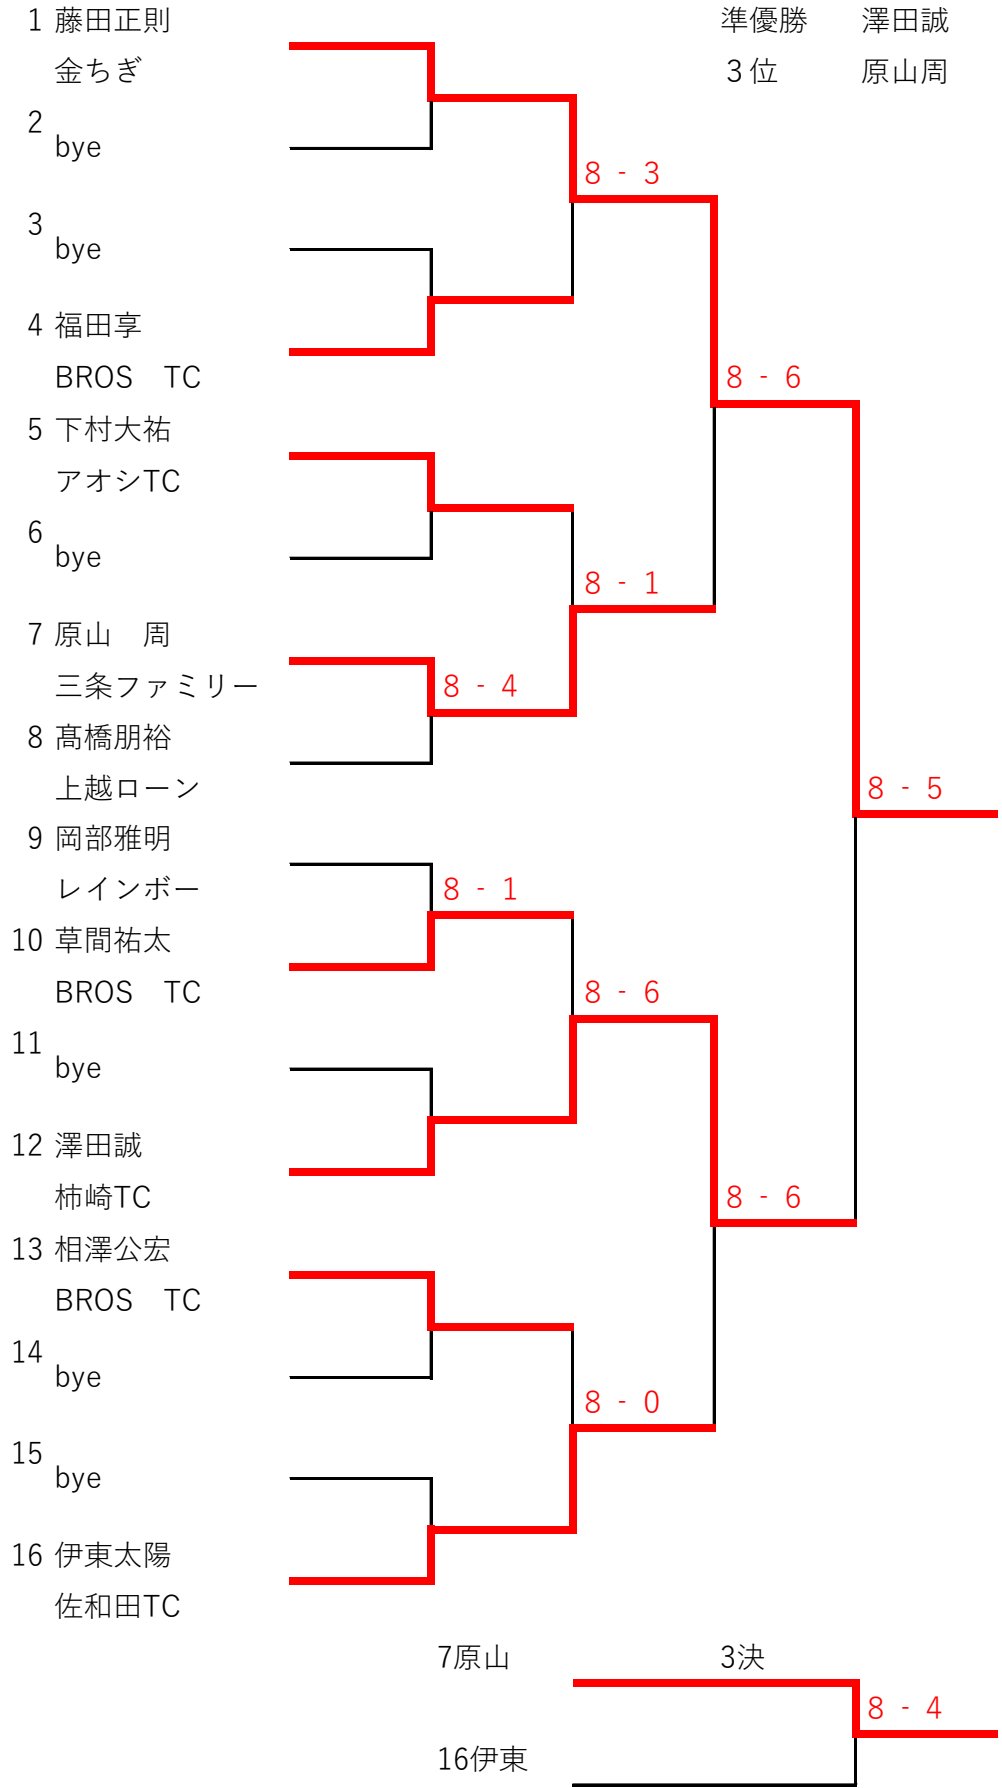 1 藤田正則 準優勝 澤田誠
金ちぎ 3位 原山周
2
bye
8 - 3
3
bye
4 福田享
BROS TC 8 - 6
5 下村大祐
アオシTC
6
bye
8 - 1
7 原山 周
三条ファミリー 8 - 4
8 髙橋朋裕
上越ローン 8 - 5
9 岡部雅明
レインボー 8 - 1
10 草間祐太
BROS TC 8 - 6
11
bye
12 澤田誠
柿崎TC 8 - 6
13 相澤公宏
BROS TC
14
bye
8 - 0
15
bye
16 伊東太陽
佐和田TC
7原山 3決
8 - 4
16伊東